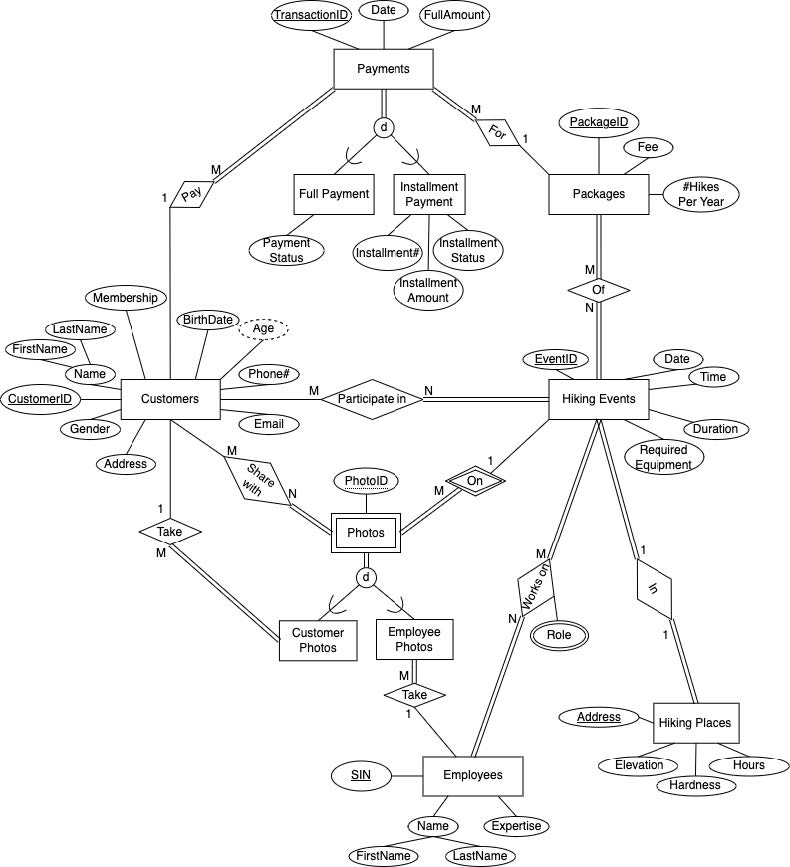 TransactionID
Date
FullAmount
Payments
M
For
1
PackageID
Fee
#Hikes
Per Year
Packages
d
M
Pay
1
Full Payment
Installment
Payment
Payment
Status
Installment#
Installment
Status
Installment
Amount
M
Of
N
Membership
LastName
FirstName
Name
BirthDate
Age
Phone#
CustomerID
Customers
Gender
Email
Address
M
Participate in
N
EventID
Date
Time
Hiking Events
Duration
Required
Equipment
M
Share
with
N
PhotoID
1
On
M
Photos
1
Take
M
d
Customer
Photos
Employee
Photos
M
Take
1
M
Works on
N
Role
1
In
1
Address
Hiking Places
Elevation
Hours
Hardness
SIN
Employees
Name
Expertise
FirstName
LastName